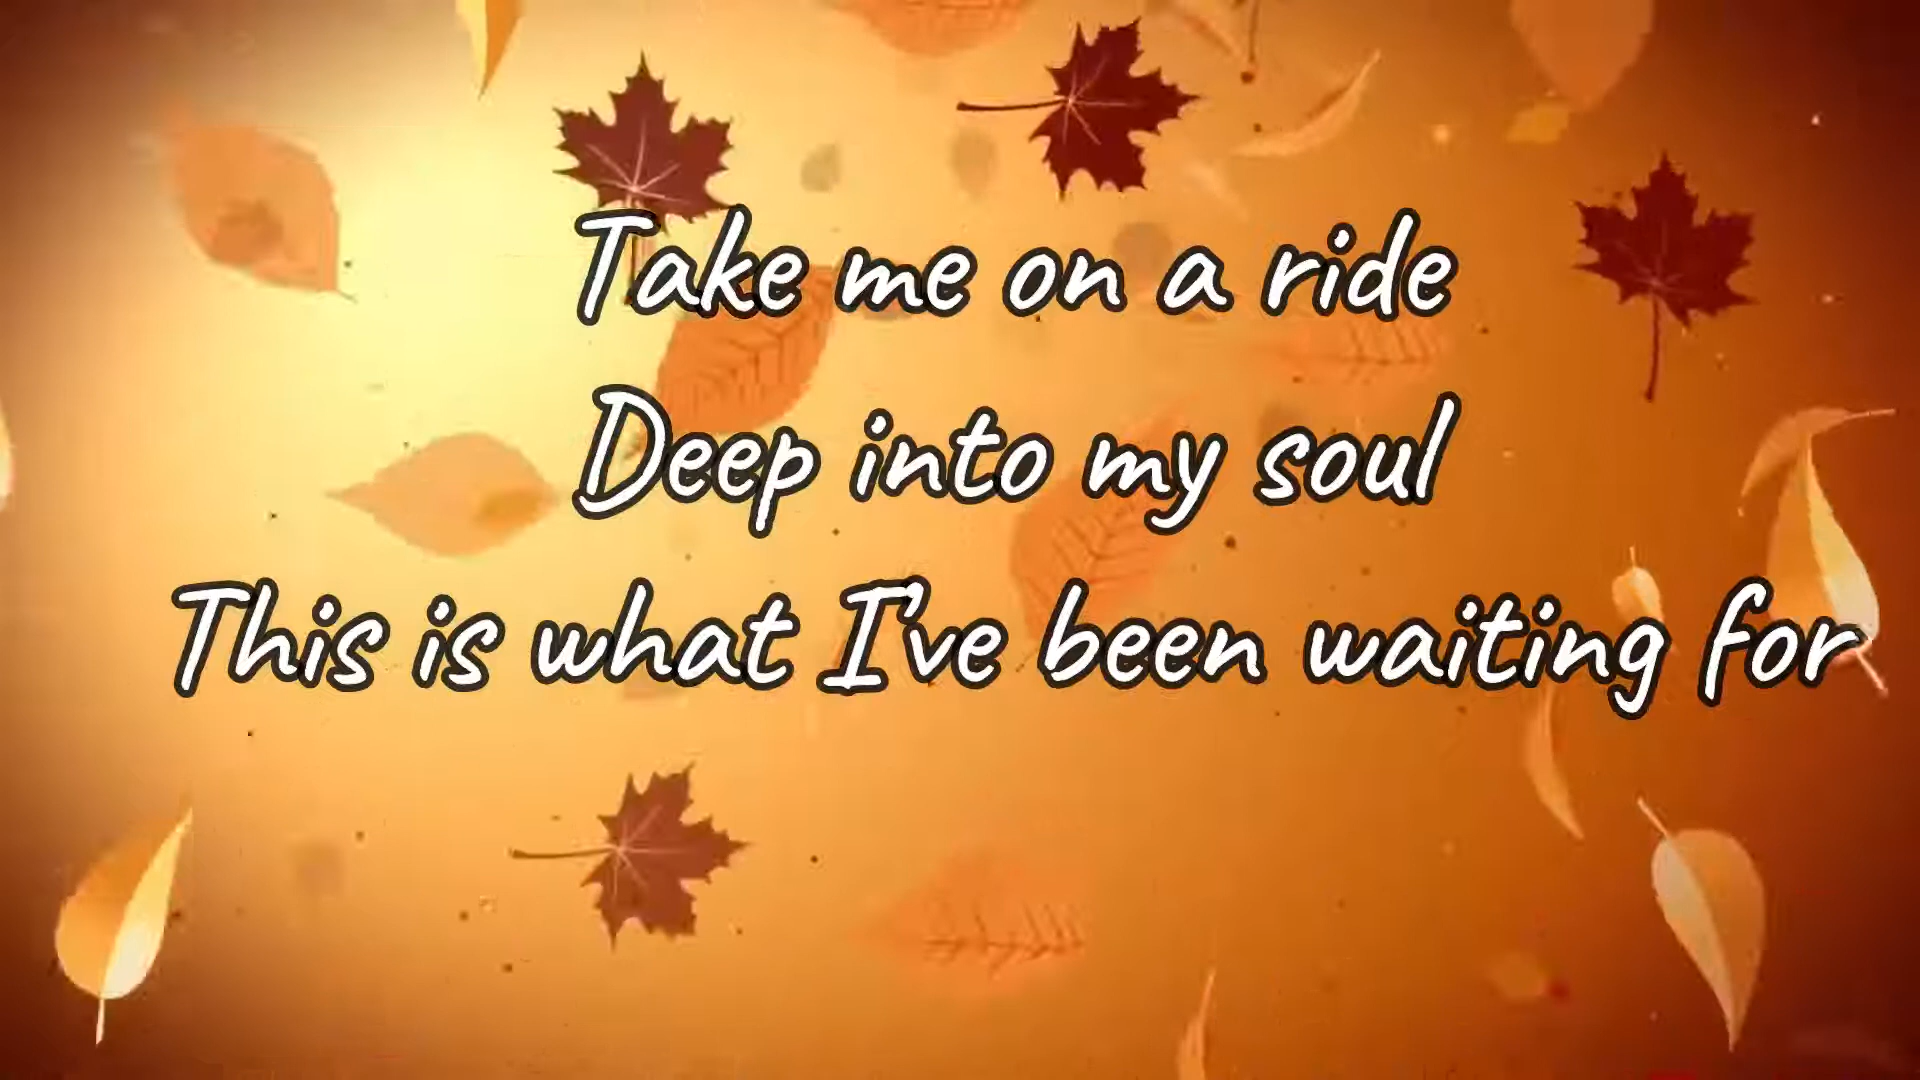 Take me on a ride
Deep into my soul
This is what I've been waiting for